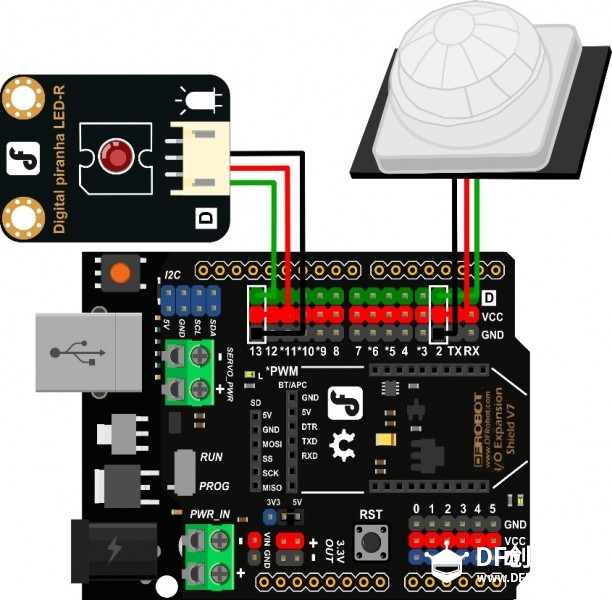 Digital piranha LED-R
D
I2C
5V
GND
SCL
SDA
D
VCC
GND
13 12 *11 *10 *9 8 7 *6 *5 4 *3 2 TX RX
SERVO_PWR
- +
L
*PWM
BT/APC
GND
5V
DTR
TXD
RXD
SD
5V
GND
MOSI
SS
SCK
MISO
DFROBOT
www.DFRobot.com
I/O Expansion
Shield V7
RUN
PROG
3V3 5V
PWR_IN
- +
VIN
GND
+ -
3.3V
OUT
RST
0 1 2 3 4 5
GND
VCC
DF创
www.DF